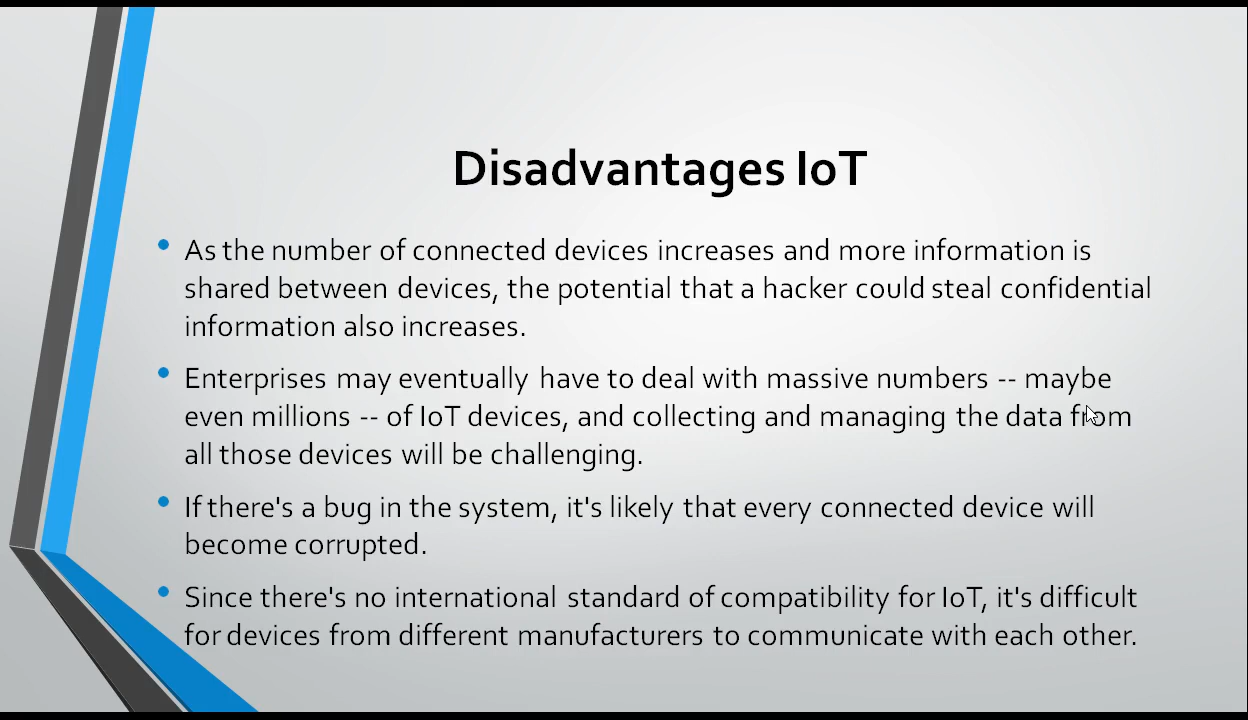 Disadvantages IoT
• As the number of connected devices increases and more information is
shared between devices, the potential that a hacker could steal confidential
information also increases.
• Enterprises may eventually have to deal with massive numbers -- maybe
even millions -- of IoT devices, and collecting and managing the data from
all those devices will be challenging.
• If there's a bug in the system, it's likely that every connected device will
become corrupted.
• Since there's no international standard of compatibility for IoT, it's difficult
for devices from different manufacturers to communicate with each other.